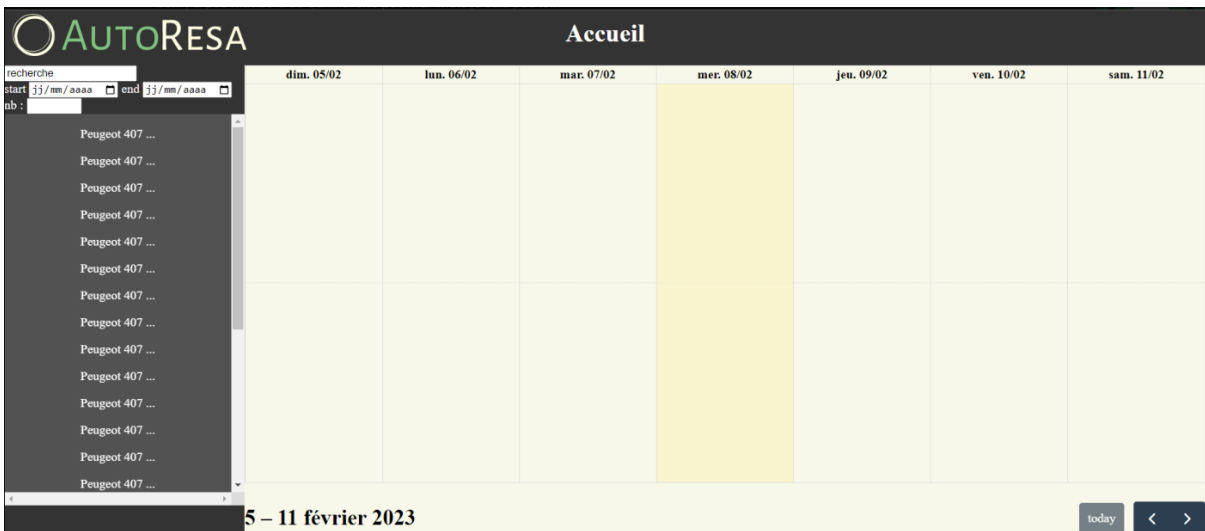 AUTORESA
Accueil
recherche
start jj/mm/aaaa end jj/mm/aaaa
nb :
Peugeot 407 ...
Peugeot 407 ...
Peugeot 407 ...
Peugeot 407 ...
Peugeot 407 ...
Peugeot 407 ...
Peugeot 407 ...
Peugeot 407 ...
Peugeot 407 ...
Peugeot 407 ...
Peugeot 407 ...
Peugeot 407 ...
Peugeot 407 ...
Peugeot 407 ...
dim. 05/02 lun. 06/02 mar. 07/02 mer. 08/02 jeu. 09/02 ven. 10/02 sam. 11/02
5 – 11 février 2023
today